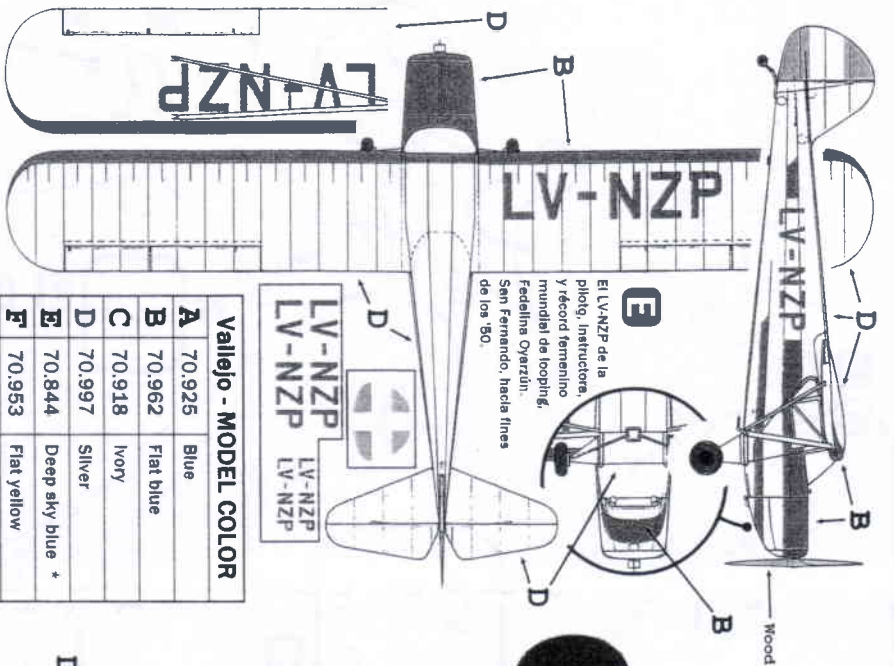 D
B
LV-NZP
LV-NZP
LV-NZP
D
B
Wood
B
D
D
D
E
El LV-NZP de la
piloto, instructora,
y récord femenino
mundial de looping,
Fedelina Oyarzún.
San Fernando, hacia fines
de los '50.
LV-NZP
LV-NZP
LV-NZP
LV-NZP
Vallejo - MODEL COLOR
A 70.925 Blue
B 70.962 Flat blue
C 70.918 Ivory
D 70.997 Silver
E 70.844 Deep sky blue *
F 70.953 Flat yellow